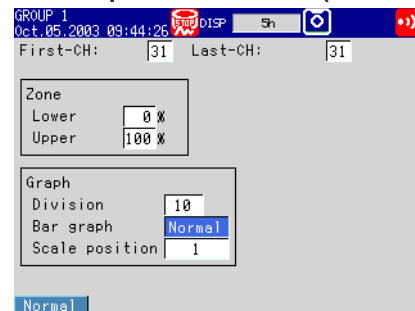 GROUP 1
Oct.05.2003 09:44:26 STOP DISP 5h
First-CH: 31 Last-CH: 31
Zone
Lower 0 %
Upper 100 %
Graph
Division 10
Bar graph Normal
Scale position 1
Normal